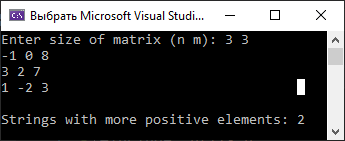 Выбрать Microsoft Visual Studi...
Enter size of matrix (n m): 3 3
-1 0 8
3 2 7
1 -2 3
Strings with more positive elements: 2